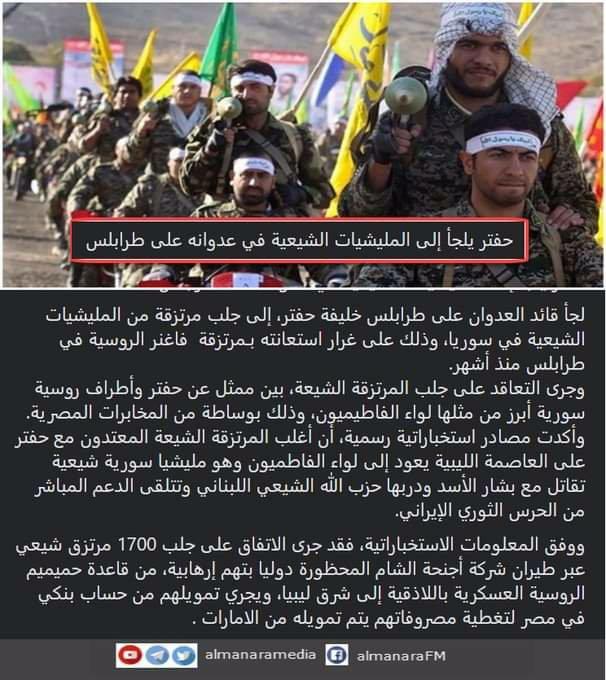 حفتر يلجأ إلى المليشيات الشيعية في عدوانه على طرابلس
لجأ قائد العدوان على طرابلس خليفة حفتر، إلى جلب مرتزقة من المليشيات
الشيعية في سوريا، وذلك على غرار استعانته بـمرتزقة فاغنر الروسية في
طرابلس منذ أشهر.
وجرى التعاقد على جلب المرتزقة الشيعة، بين ممثل عن حفتر وأطراف روسية
سورية أبرز من مثلها لواء الفاطيميون، وذلك بوساطة من المخابرات المصرية.
وأكدت مصادر استخباراتية رسمية، أن أغلب المرتزقة الشيعة المعتدون مع حفتر
على العاصمة الليبية يعود إلى لواء الفاطميون وهو مليشيا سورية شيعية
تقاتل مع بشار الأسد ودربها حزب الله الشيعي اللبناني وتتلقى الدعم المباشر
من الحرس الثوري الإيراني.
ووفق المعلومات الاستخباراتية، فقد جرى الاتفاق على جلب 1700 مرتزق شيعي
عبر طيران شركة أجنحة الشام المحظورة دوليا بتهم إرهابية، من قاعدة حميميم
الروسية العسكرية باللاذقية إلى شرق ليبيا، ويجري تمويلهم من حساب بنكي
في مصر لتغطية مصروفاتهم يتم تمويله من الامارات .
almanaramedia almanaraFM